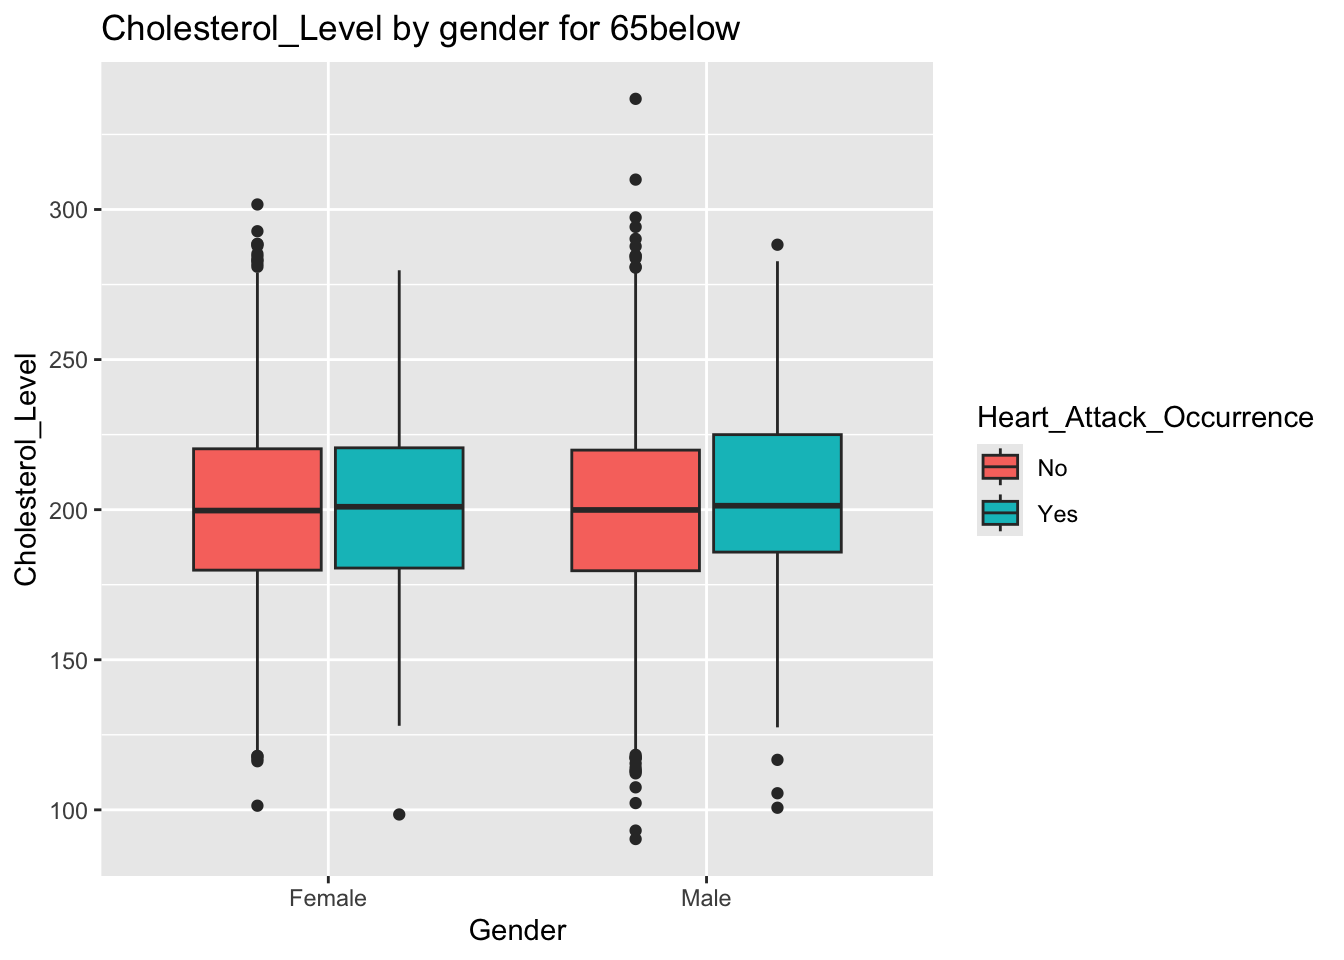 Cholesterol_Level by gender for 65below
Cholesterol_Level
300
250
200
150
100
Female
Male
Gender
Heart_Attack_Occurrence
No
Yes